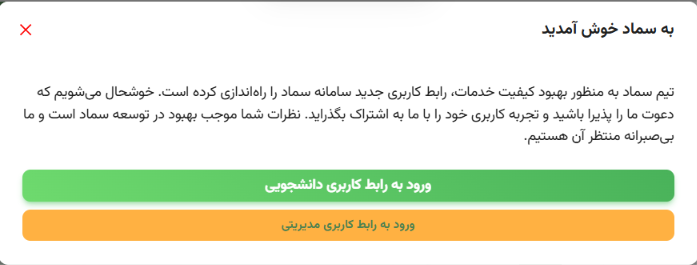 به سماد خوش آمدید
تیم سماد به منظور بهبود کیفیت خدمات، رابط کاربری جدید سامانه سماد را راه‌اندازی کرده است. خوشحال می‌شویم که
دعوت ما را پذیرا باشید و تجربه کاربری خود را با ما به اشتراک بگذارید. نظرات شما موجب بهبود در توسعه سماد است و ما
بی‌صبرانه منتظر آن هستیم.
ورود به رابط کاربری دانشجویی
ورود به رابط کاربری مدیریتی